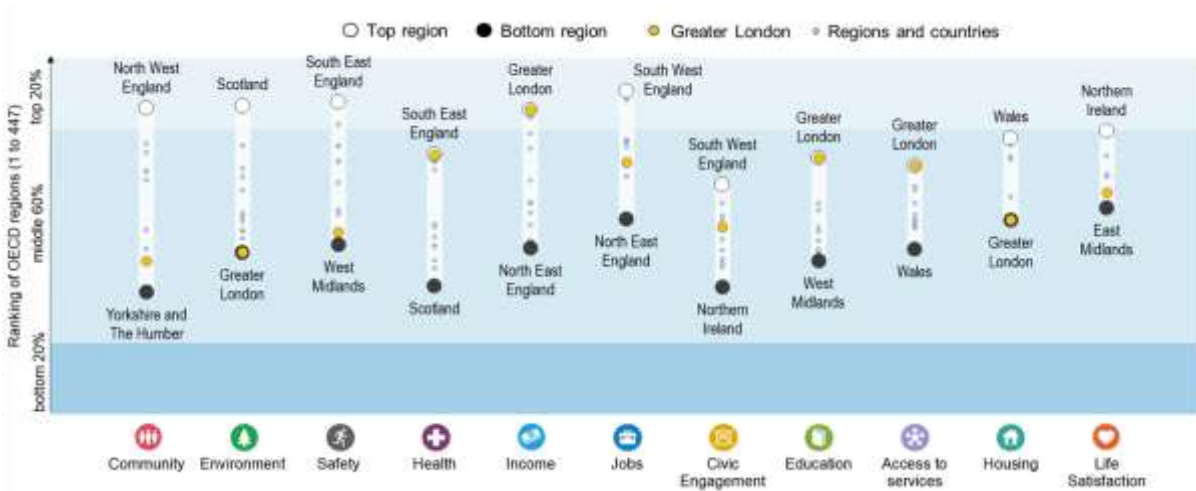 Top region
Bottom region
Greater London
Regions and countries
Ranking of OECD regions (1 to 447)
top 20%
middle 60%
bottom 20%
North West
England
Yorkshire and
The Humber
Scotland
Greater
London
South East
England
West
Midlands
South East
England
Scotland
Greater
London
North East
England
South West
England
North East
England
South West
England
Northern
Ireland
Greater
London
West
Midlands
Greater
London
Wales
Wales
Greater
London
Northern
Ireland
East
Midlands
Community
Environment
Safety
Health
Income
Jobs
Civic
Engagement
Education
Access to
services
Housing
Life
Satisfaction